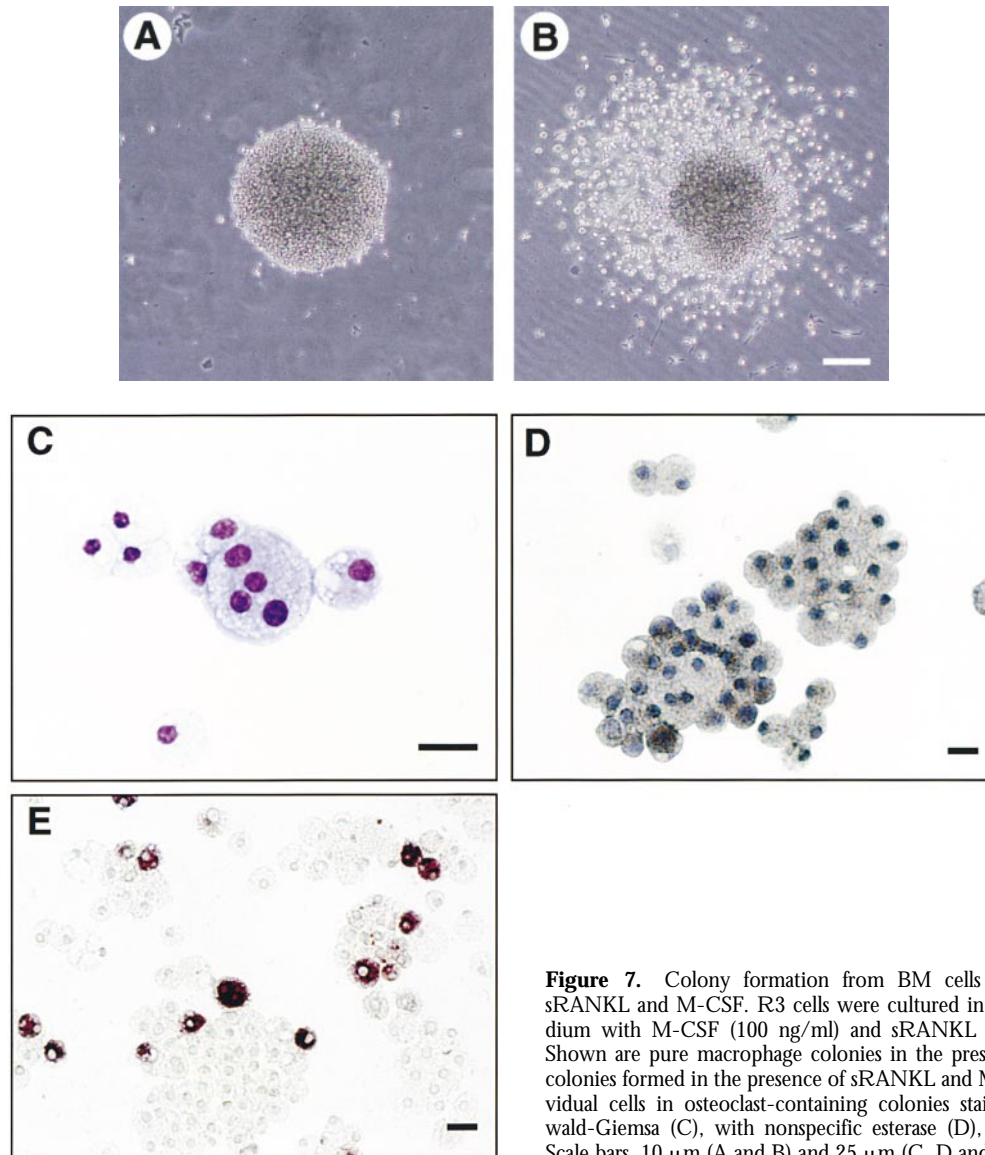 A
B
C
D
E
Figure 7. Colony formation from BM cells
sRANKL and M-CSF. R3 cells were cultured in
dium with M-CSF (100 ng/ml) and sRANKL
Shown are pure macrophage colonies in the pres
colonies formed in the presence of sRANKL and M
vidual cells in osteoclast-containing colonies stai
wald-Giemsa (C), with nonspecific esterase (D),
Scale bars, 10 μm (A and B) and 25 μm (C, D and